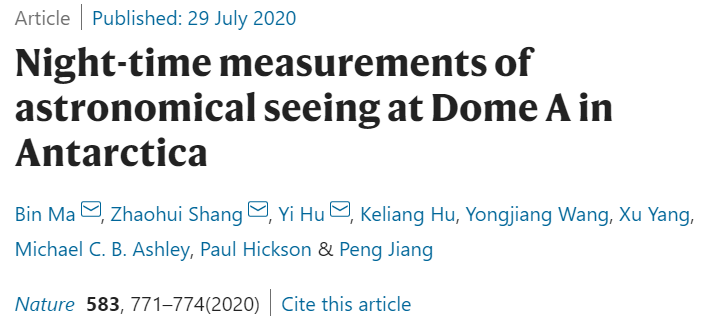 Article | Published: 29 July 2020
Night-time measurements of
astronomical seeing at Dome A in
Antarctica
Bin Ma, Zhaohui Shang, Yi Hu, Keliang Hu, Yongjiang Wang, Xu Yang,
Michael C. B. Ashley, Paul Hickson & Peng Jiang
Nature 583, 771–774(2020) | Cite this article